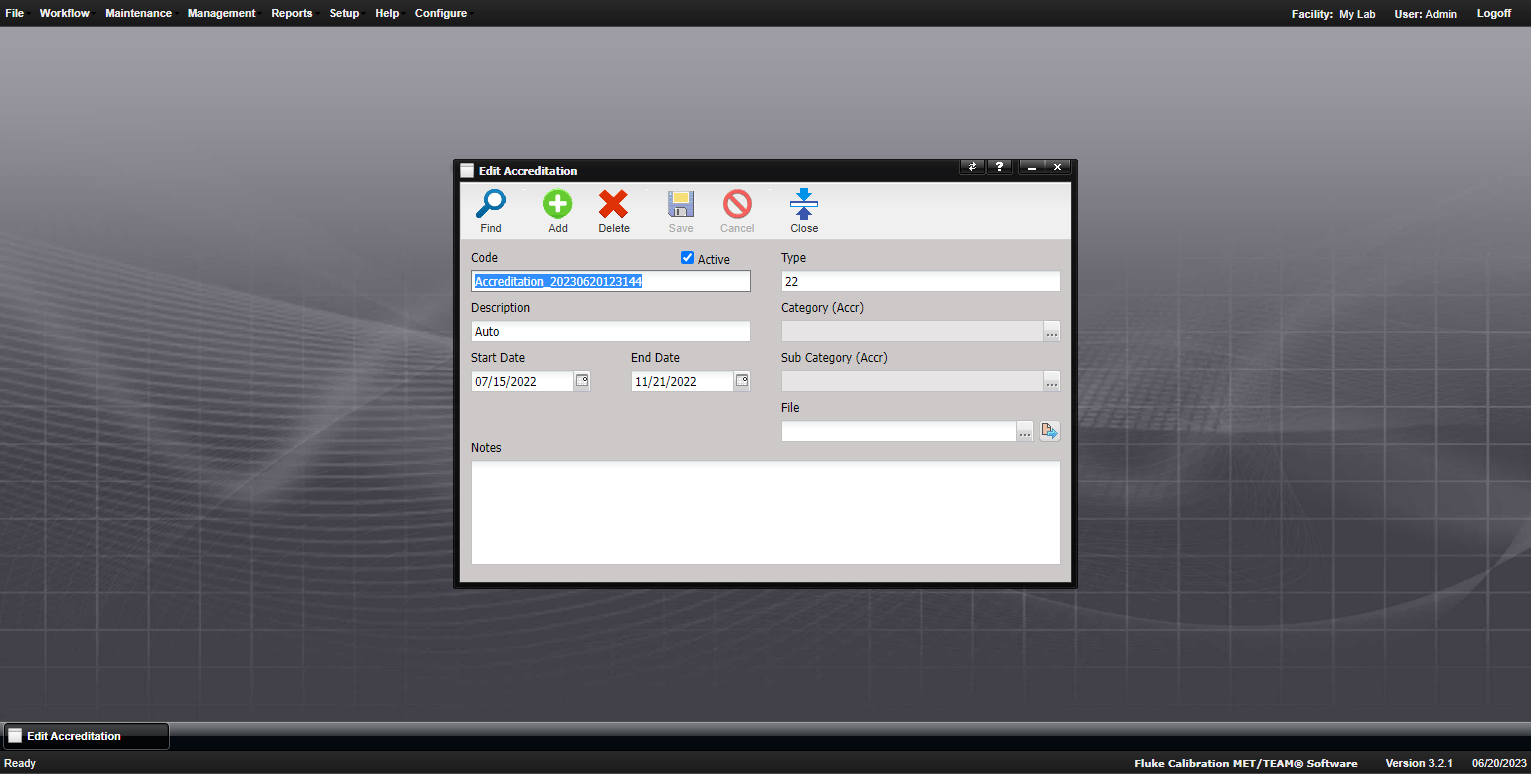 File Workflow Maintenance Management Reports Setup Help Configure Facility: My Lab User: Admin Logoff
Edit Accreditation ?
Find Add Delete Save Cancel Close
Code Active Type
Accreditation_20230620123144 22
Description Category (Accr)
Auto ...
Start Date End Date Sub Category (Accr)
07/15/2022 11/21/2022 ...
File
...
Notes
Edit Accreditation
Ready Fluke Calibration MET/TEAM® Software Version 3.2.1 06/20/2023